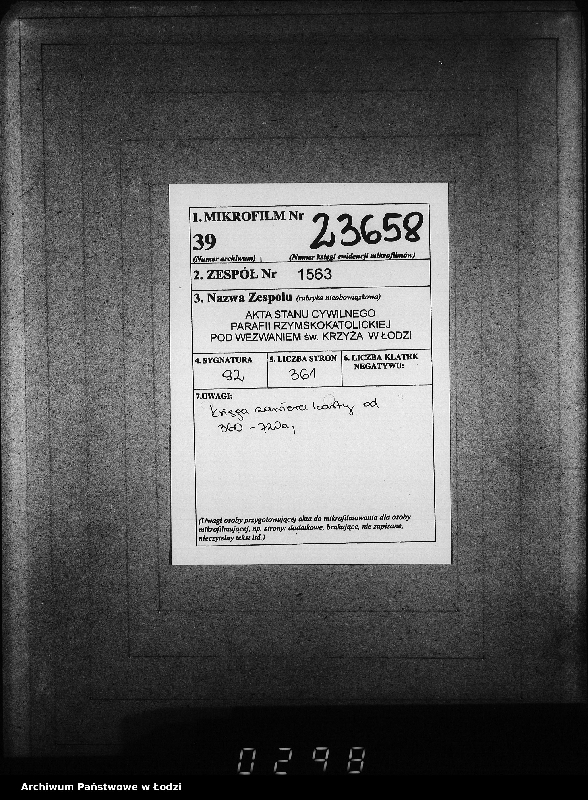 1. MIKROFILM Nr 23658
39
(Numer archiwum) (Numer księgi ewidencji mikrofilmów)
2. ZESPÓŁ Nr 1563
3. Nazwa Zespołu (rubryka nieobowiązkowa)
AKTA STANU CYWILNEGO
PARAFII RZYMSKOKATOLICKIEJ
POD WEZWANIEM św. KRZYŻA W ŁODZI
4. SYGNATURA 5. LICZBA STRON 6. LICZBA KLATEK
NEGATYWU:
92 361
7. UWAGI:
Księga zawiera karty od
360 - 720a,
(Uwagi osoby przygotowującej akta do mikrofilmowania dla osoby
mikrofilmującej, np. strony: dodatkowe, brakujące, nie zapisane,
nieczytelny tekst itd.)
0298
Archiwum Państwowe w Łodzi